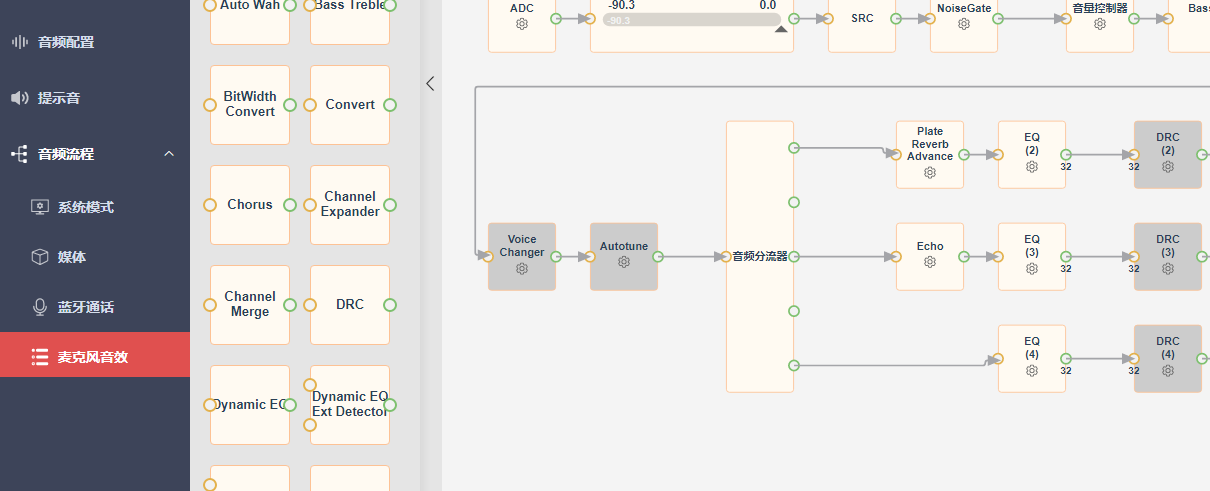 音频配置
提示音
音频流程
系统模式
媒体
蓝牙通话
麦克风音效
Auto Wah
Bass Treble
BitWidth
Convert
Convert
Chorus
Channel
Expander
Channel
Merge
DRC
Dynamic EQ
Dynamic EQ
Ext Detector
ADC
-90.3
0.0
-90.3
SRC
NoiseGate
音量控制器
Bass
Voice
Changer
Autotune
音频分流器
Plate
Reverb
Advance
EQ
(2)
32
32
DRC
(2)
Echo
EQ
(3)
32
32
DRC
(3)
EQ
(4)
32
32
DRC
(4)